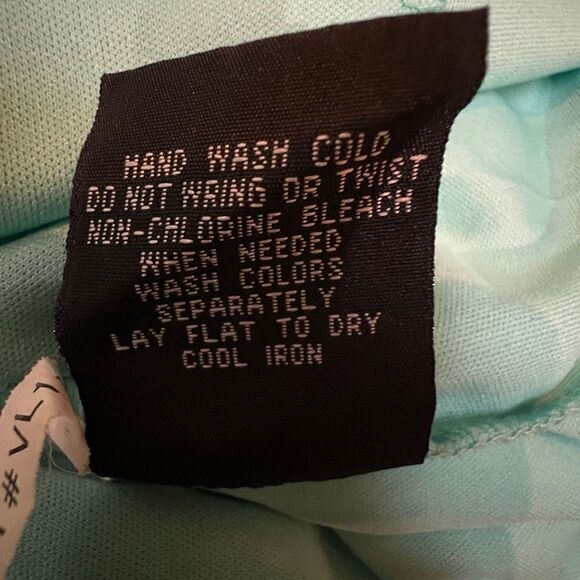 HAND WASH COLD
DO NOT WRING OR TWIST
NON-CHLORINE BLEACH
WHEN NEEDED
WASH COLORS
SEPARATELY
LAY FLAT TO DRY
COOL IRON